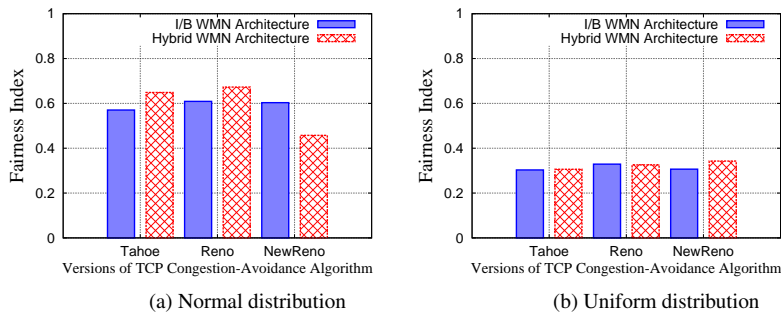 I/B WMN Architecture
Hybrid WMN Architecture
1
0.8
0.6
0.4
0.2
0
Fairness Index
Tahoe Reno NewReno
Versions of TCP Congestion-Avoidance Algorithm
(a) Normal distribution
I/B WMN Architecture
Hybrid WMN Architecture
1
0.8
0.6
0.4
0.2
0
Fairness Index
Tahoe Reno NewReno
Versions of TCP Congestion-Avoidance Algorithm
(b) Uniform distribution